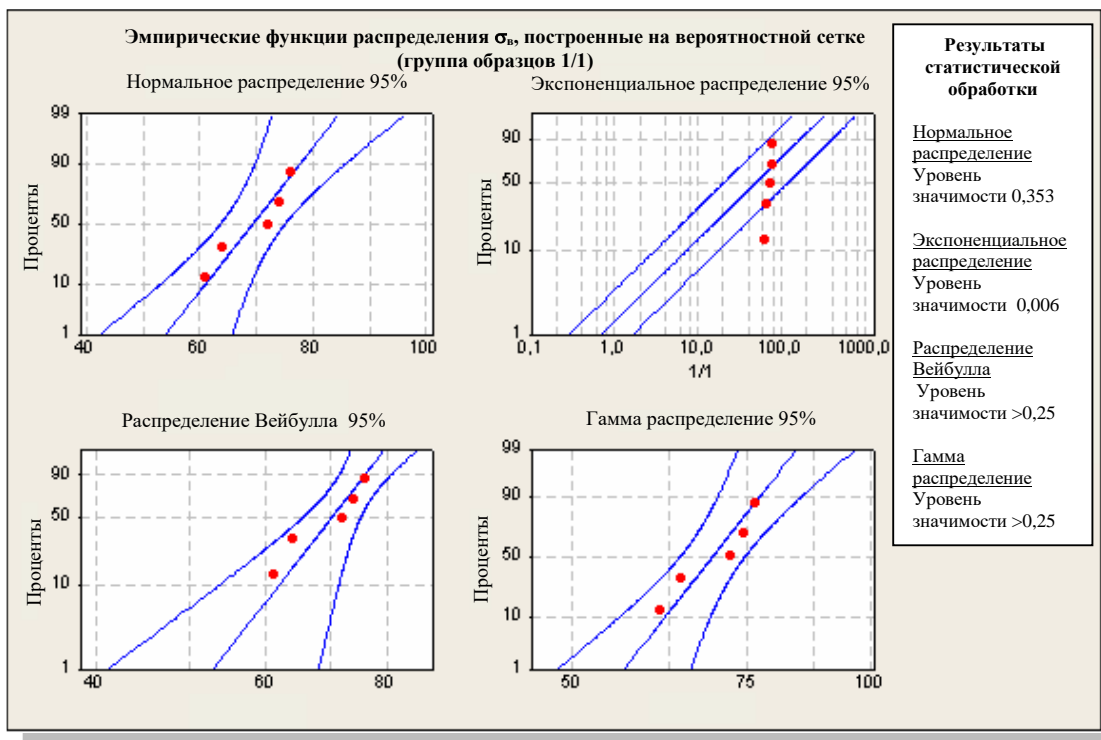 Эмпирические функции распределения σв, построенные на вероятностной сетке
(группа образцов 1/1)
Нормальное распределение 95%
Проценты
99
90
50
10
1
40 60 80 100
Экспоненциальное распределение 95%
Проценты
90
50
10
1
0,1 1,0 10,0 100,0 1000,0
1/1
Распределение Вейбулла 95%
Проценты
90
50
10
1
40 60 80
Гамма распределение 95%
Проценты
99
90
50
10
1
50 75 100
Результаты
статистической
обработки
Нормальное
распределение
Уровень
значимости 0,353
Экспоненциальное
распределение
Уровень
значимости 0,006
Распределение
Вейбулла
Уровень
значимости >0,25
Гамма
распределение
Уровень
значимости >0,25